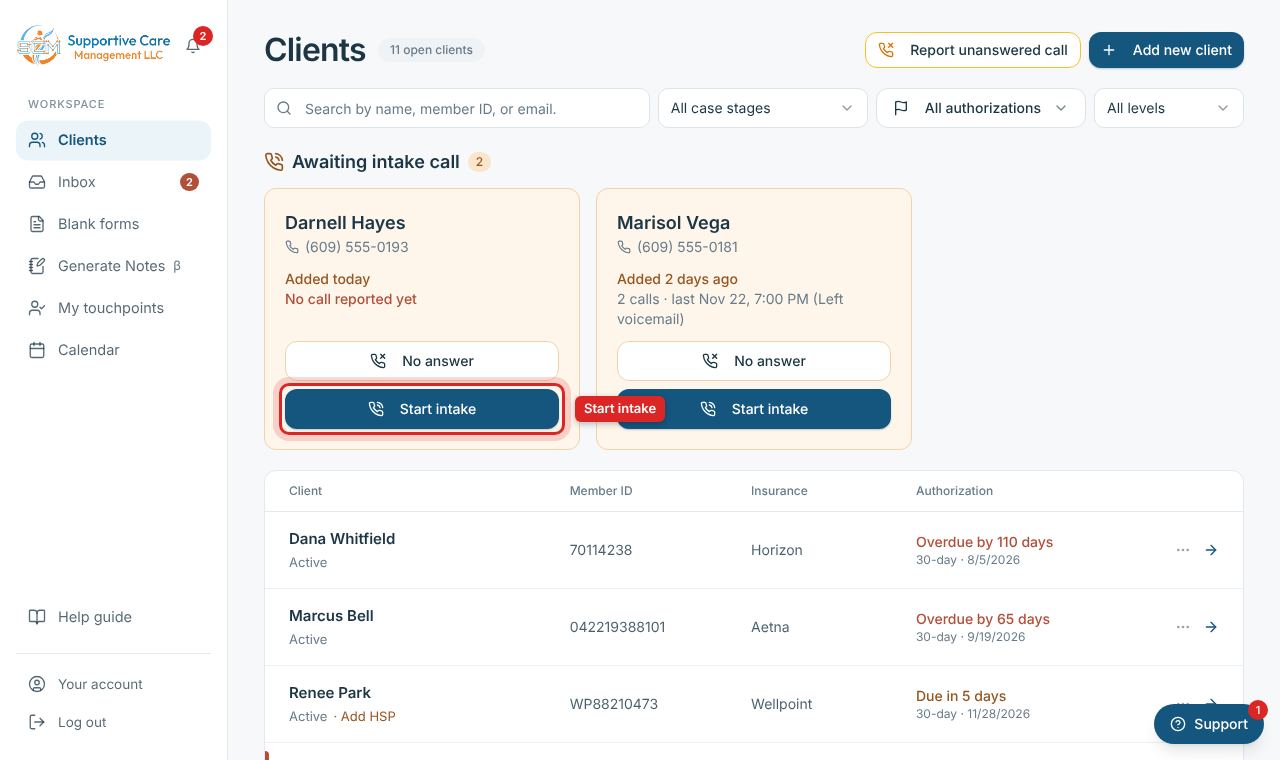 SCM Supportive Care Management LLC
2
WORKSPACE
Clients
Inbox 2
Blank forms
Generate Notes β
My touchpoints
Calendar
Help guide
Your account
Log out
Clients 11 open clients
Report unanswered call
Add new client
Search by name, member ID, or email.
All case stages
All authorizations
All levels
Awaiting intake call 2
Darnell Hayes
(609) 555-0193
Added today
No call reported yet
No answer
Start intake
Start intake
Marisol Vega
(609) 555-0181
Added 2 days ago
2 calls · last Nov 22, 7:00 PM (Left
voicemail)
No answer
Start intake
Client Member ID Insurance Authorization
Dana Whitfield
Active
70114238
Horizon
Overdue by 110 days
30-day · 8/5/2026
Marcus Bell
Active
042219388101
Aetna
Overdue by 65 days
30-day · 9/19/2026
Renee Park
Active · Add HSP
WP88210473
Wellpoint
Due in 5 days
30-day · 11/28/2026
Support 1